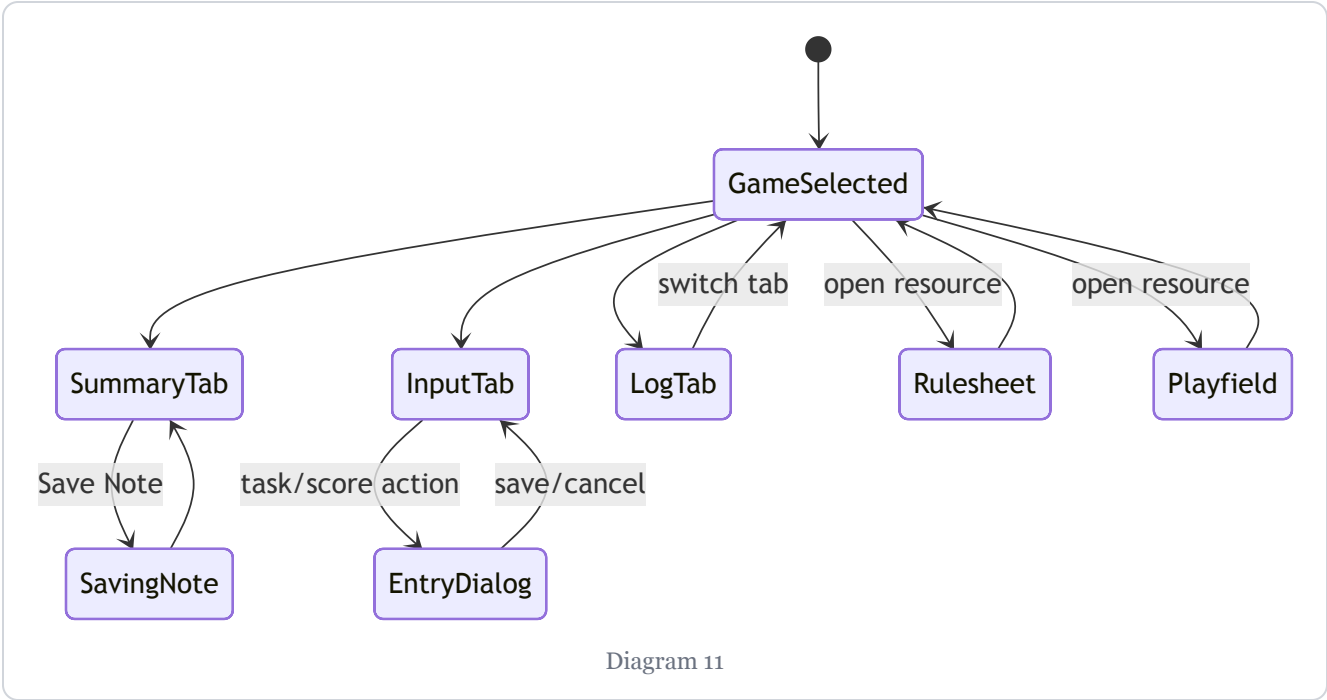 GameSelected
switch tab
open resource
open resource
SummaryTab
InputTab
LogTab
Rulesheet
Playfield
Save Note
task/score action
save/cancel
SavingNote
EntryDialog
Diagram 11